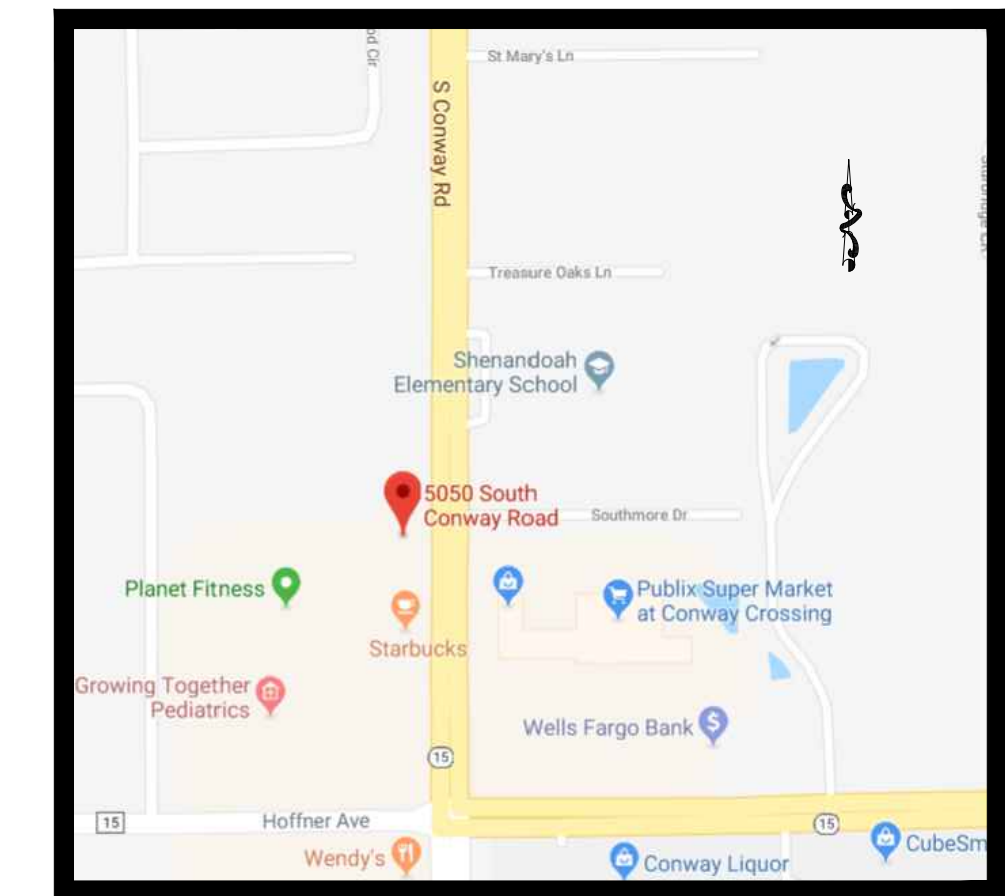 St Mary's Ln
S Conway Rd
Treasure Oaks Ln
Shenandoah
Elementary School
5050 South
Conway Road
Southmore Dr
Planet Fitness
Publix Super Market
at Conway Crossing
Starbucks
Growing Together
Pediatrics
Wells Fargo Bank
15
15
Hoffner Ave
15
Wendy's
Conway Liquor
CubeSm